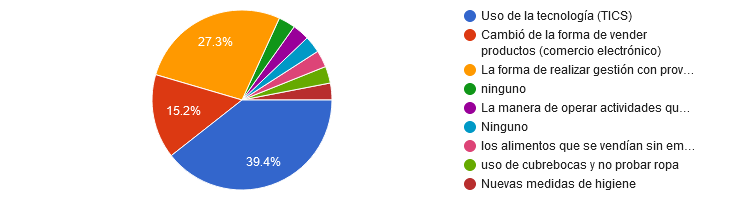 27.3%
15.2%
39.4%
Uso de la tecnología (TICS)
Cambió de la forma de vender
productos (comercio electrónico)
La forma de realizar gestión con prov…
ninguno
La manera de operar actividades qu…
Ninguno
los alimentos que se vendían sin em…
uso de cubrebocas y no probar ropa
Nuevas medidas de higiene